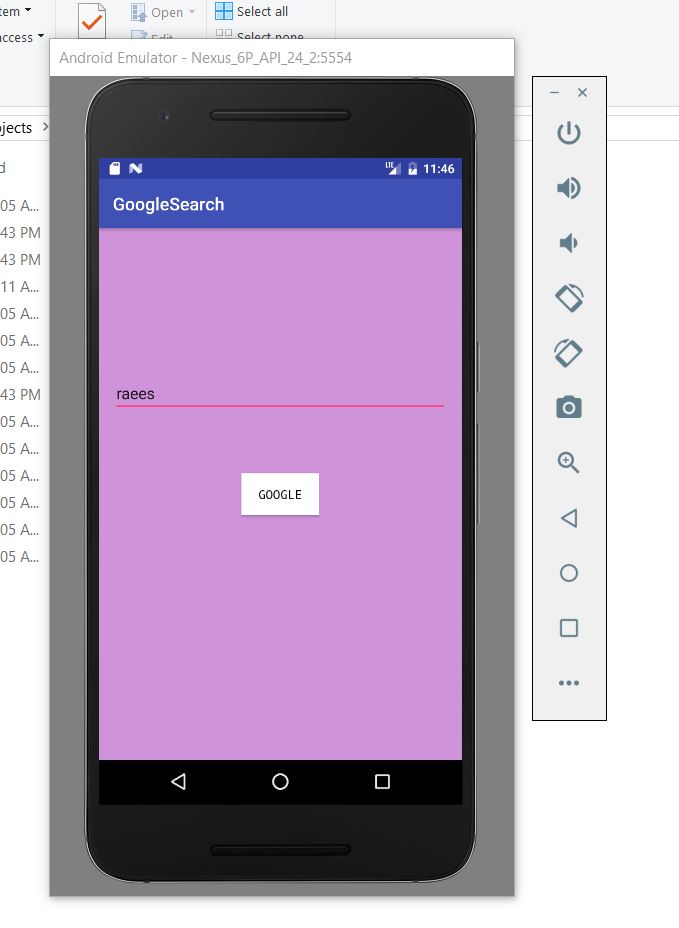 tem
Open
Select all
ccess
Edit
Select none
Android Emulator - Nexus_6P_API_24_2:5554
jects
d
LTE
11:46
GoogleSearch
05 A...
43 PM
43 PM
11 A...
05 A...
05 A...
05 A...
43 PM
05 A...
05 A...
05 A...
05 A...
05 A...
05 A...
raees
GOOGLE